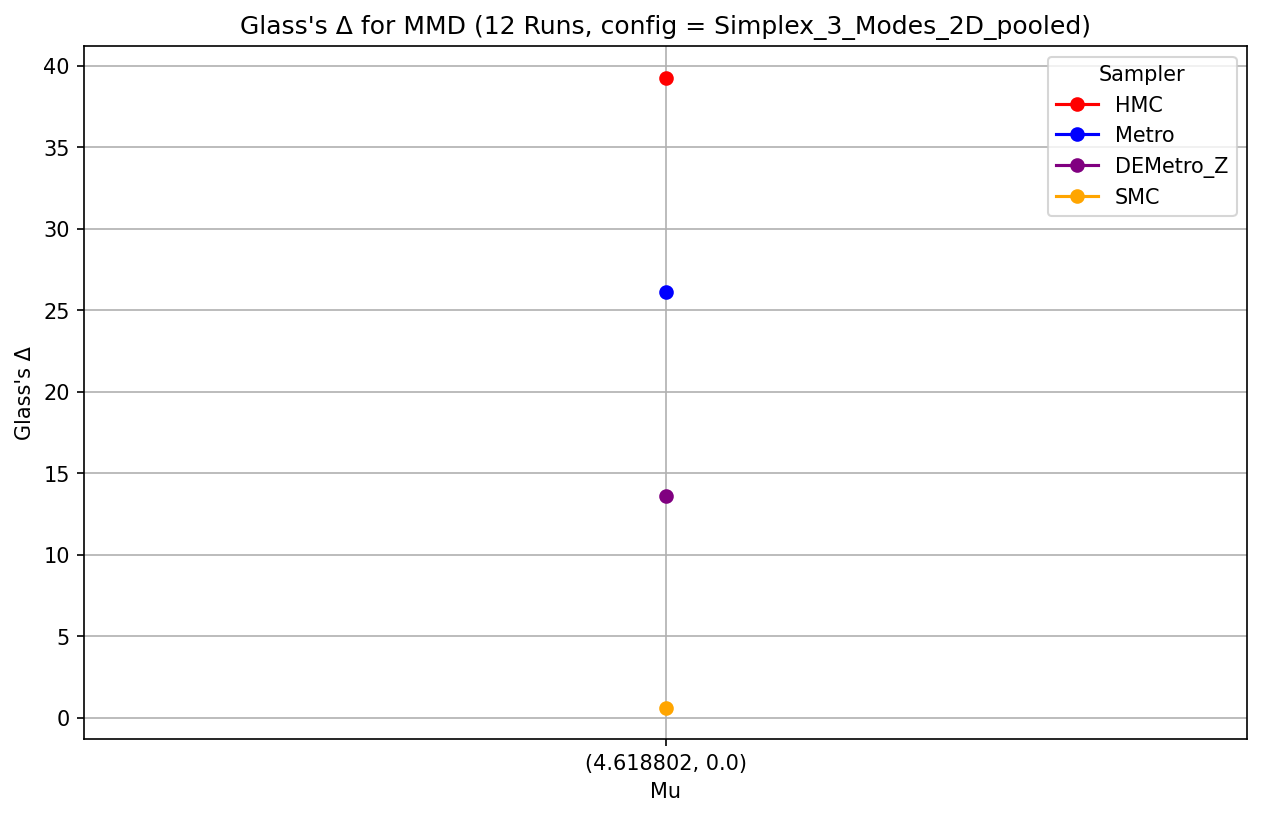 Glass's Δ for MMD (12 Runs, config = Simplex_3_Modes_2D_pooled)
Sampler
HMC
Metro
DEMetro_Z
SMC
Glass's Δ
40
35
30
25
20
15
10
5
0
(4.618802, 0.0)
Mu